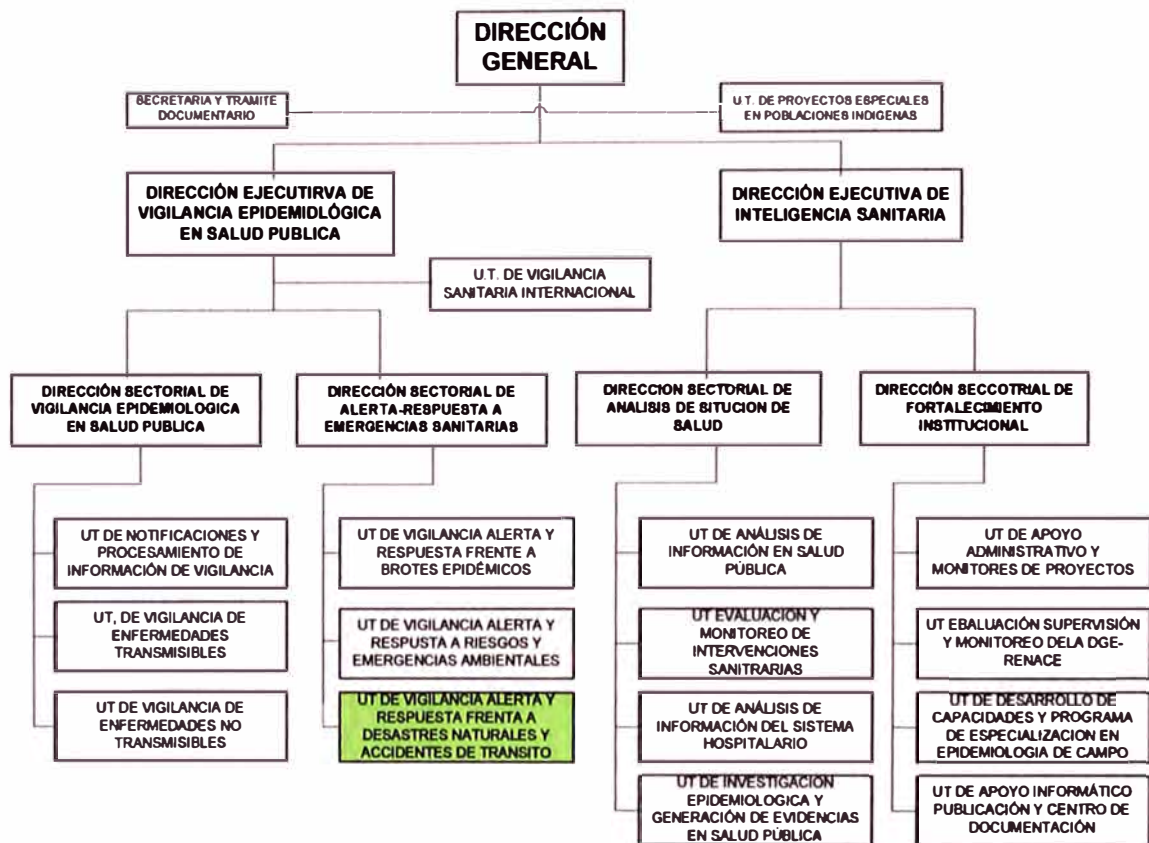 DIRECCIÓN
GENERAL
SECRETARIA Y TRAMITE
DOCUMENTARIO
U.T. DE PROYECTOS ESPECIALES
EN POBLACIONES INDIGENAS
DIRECCIÓN EJECUTIRVA DE
VIGILANCIA EPIDEMIDLÓGICA
EN SALUD PUBLICA
DIRECCIÓN EJECUTIVA DE
INTELIGENCIA SANITARIA
U.T. DE VIGILANCIA
SANITARIA INTERNACIONAL
DIRECCIÓN SECTORIAL DE
VIGILANCIA EPIDEMIOLOGICA
EN SALUD PUBLICA
DIRECCIÓN SECTORIAL DE
ALERTA-RESPUESTA A
EMERGENCIAS SANITARIAS
DIRECCION SECTORIAL DE
ANALISIS DE SITUCION DE
SALUD
DIRECCIÓN SECCOTRIAL DE
FORTALECIMIENTO
INSTITUCIONAL
UT DE NOTIFICACIONES Y
PROCESAMIENTO DE
INFORMACIÓN DE VIGILANCIA
UT, DE VIGILANCIA DE
ENFERMEDADES
TRANSMISIBLES
UT DE VIGILANCIA DE
ENFERMEDADES NO
TRANSMISIBLES
UT DE VIGILANCIA ALERTA Y
RESPUESTA FRENTE A
BROTES EPIDÉMICOS
UT DE VIGILANCIA ALERTA Y
RESPUSTA A RIESGOS Y
EMERGENCIAS AMBIENTALES
UT DE VIGILANCIA ALERTA Y
RESPUESTA FRENTE A
DESASTRES NATURALES Y
ACCIDENTES DE TRANSITO
UT DE ANÁLISIS DE
INFORMACIÓN EN SALUD
PÚBLICA
UT EVALUACION Y
MONITOREO DE
INTERVENCIONES
SANITRARIAS
UT DE ANÁLISIS DE
INFORMACIÓN DEL SISTEMA
HOSPITALARIO
UT DE INVESTIGACION
EPIDEMIOLOGICA Y
GENERACIÓN DE EVIDENCIAS
EN SALUD PÚBLICA
UT DE APOYO
ADMINISTRATIVO Y
MONITORES DE PROYECTOS
UT EBALUACIÓN SUPERVISIÓN
Y MONITOREO DELA DGE-
RENACE
UT DE DESARROLLO DE
CAPACIDADES Y PROGRAMA
DE ESPECIALIZACION EN
EPIDEMIOLOGIA DE CAMPO
UT DE APOYO INFORMÁTICO
PUBLICACIÓN Y CENTRO DE
DOCUMENTACIÓN